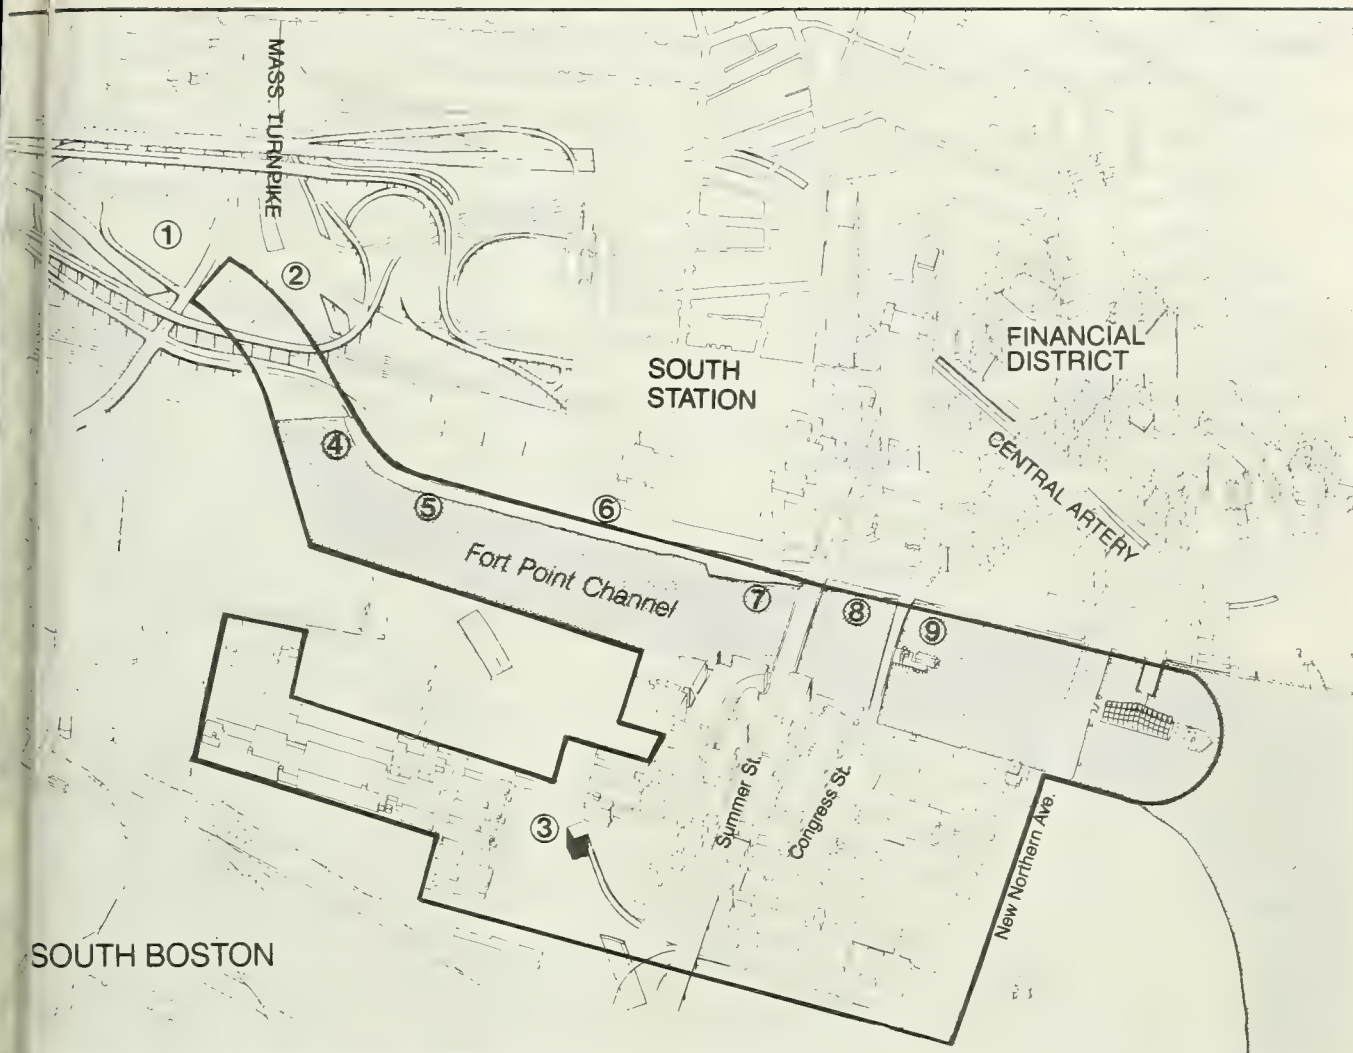 MASS. TURNPIKE
①
②
FINANCIAL
DISTRICT
SOUTH
STATION
CENTRAL ARTERY
④
⑤
⑥
Fort Point Channel
⑦
⑧
⑨
③
Summer St.
Congress St.
New Northern Ave.
SOUTH BOSTON